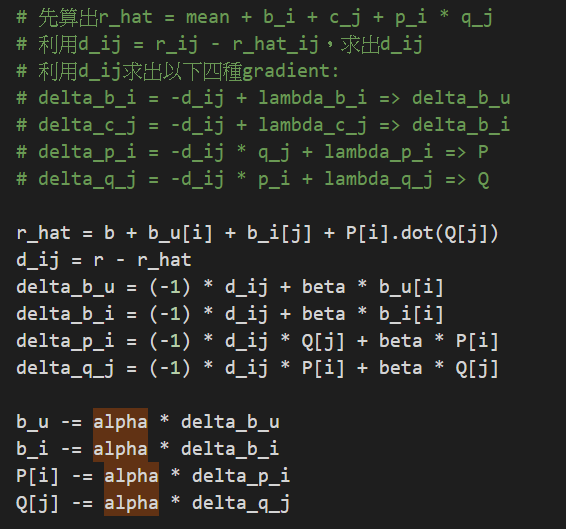 # 先算出r_hat = mean + b_i + c_j + p_i * q_j
# 利用d_ij = r_ij - r_hat_ij，求出d_ij
# 利用d_ij求出以下四種gradient:
# delta_b_i = -d_ij + lambda_b_i => delta_b_u
# delta_c_j = -d_ij + lambda_c_j => delta_b_i
# delta_p_i = -d_ij * q_j + lambda_p_i => P
# delta_q_j = -d_ij * p_i + lambda_q_j => Q
r_hat = b + b_u[i] + b_i[j] + P[i].dot(Q[j])
d_ij = r - r_hat
delta_b_u = (-1) * d_ij + beta * b_u[i]
delta_b_i = (-1) * d_ij + beta * b_i[i]
delta_p_i = (-1) * d_ij * Q[j] + beta * P[i]
delta_q_j = (-1) * d_ij * P[i] + beta * Q[j]
b_u -= alpha * delta_b_u
b_i -= alpha * delta_b_i
P[i] -= alpha * delta_p_i
Q[j] -= alpha * delta_q_j